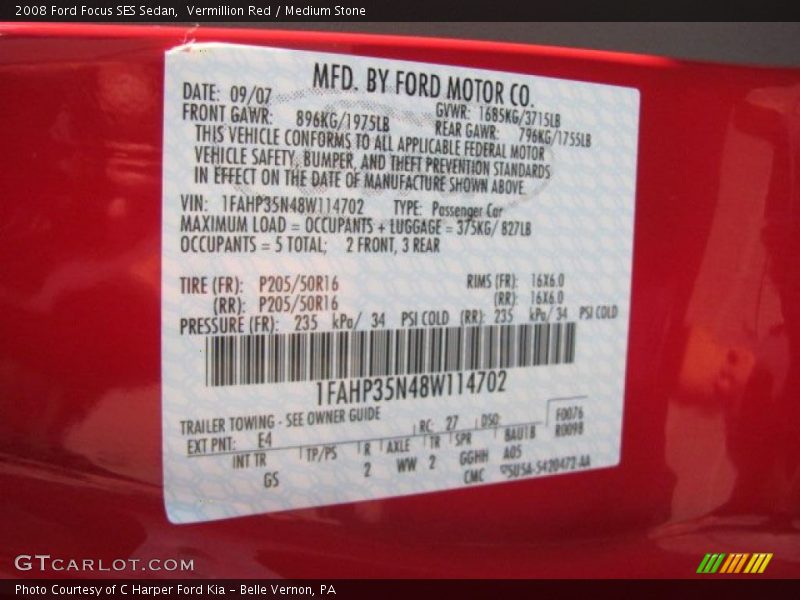 2008 Ford Focus SES Sedan,  Vermillion Red / Medium Stone
MFD. BY FORD MOTOR CO.
DATE: 09/07 GVWR: 1685KG/3715LB
FRONT GAWR: 896KG/1975LB REAR GAWR: 796KG/1755LB
THIS VEHICLE CONFORMS TO ALL APPLICABLE FEDERAL MOTOR
VEHICLE SAFETY, BUMPER, AND THEFT PREVENTION STANDARDS
IN EFFECT ON THE DATE OF MANUFACTURE SHOWN ABOVE.
VIN: 1FAHP35N48W114702 TYPE: Passenger Car
MAXIMUM LOAD = OCCUPANTS + LUGGAGE = 375KG/ 827LB
OCCUPANTS = 5 TOTAL; 2 FRONT, 3 REAR
TIRE (FR): P205/50R16 RIMS (FR): 16X6.0
(RR): P205/50R16 (RR): 16X6.0
PRESSURE (FR): 235 kPa/ 34 PSI COLD (RR): 235 kPa/ 34 PSI COLD
1FAHP35N48W114702
TRAILER TOWING - SEE OWNER GUIDE
EXT PNT: E4 RC: 27 DSO: F0076
INT TR TP/PS R AXLE TR SPR 8AU18 R0098
GS 2 WW 2 GGHH A05
CMC 5U5A-5420472-AA
GTCARLOT.COM
Photo Courtesy of C Harper Ford Kia – Belle Vernon, PA